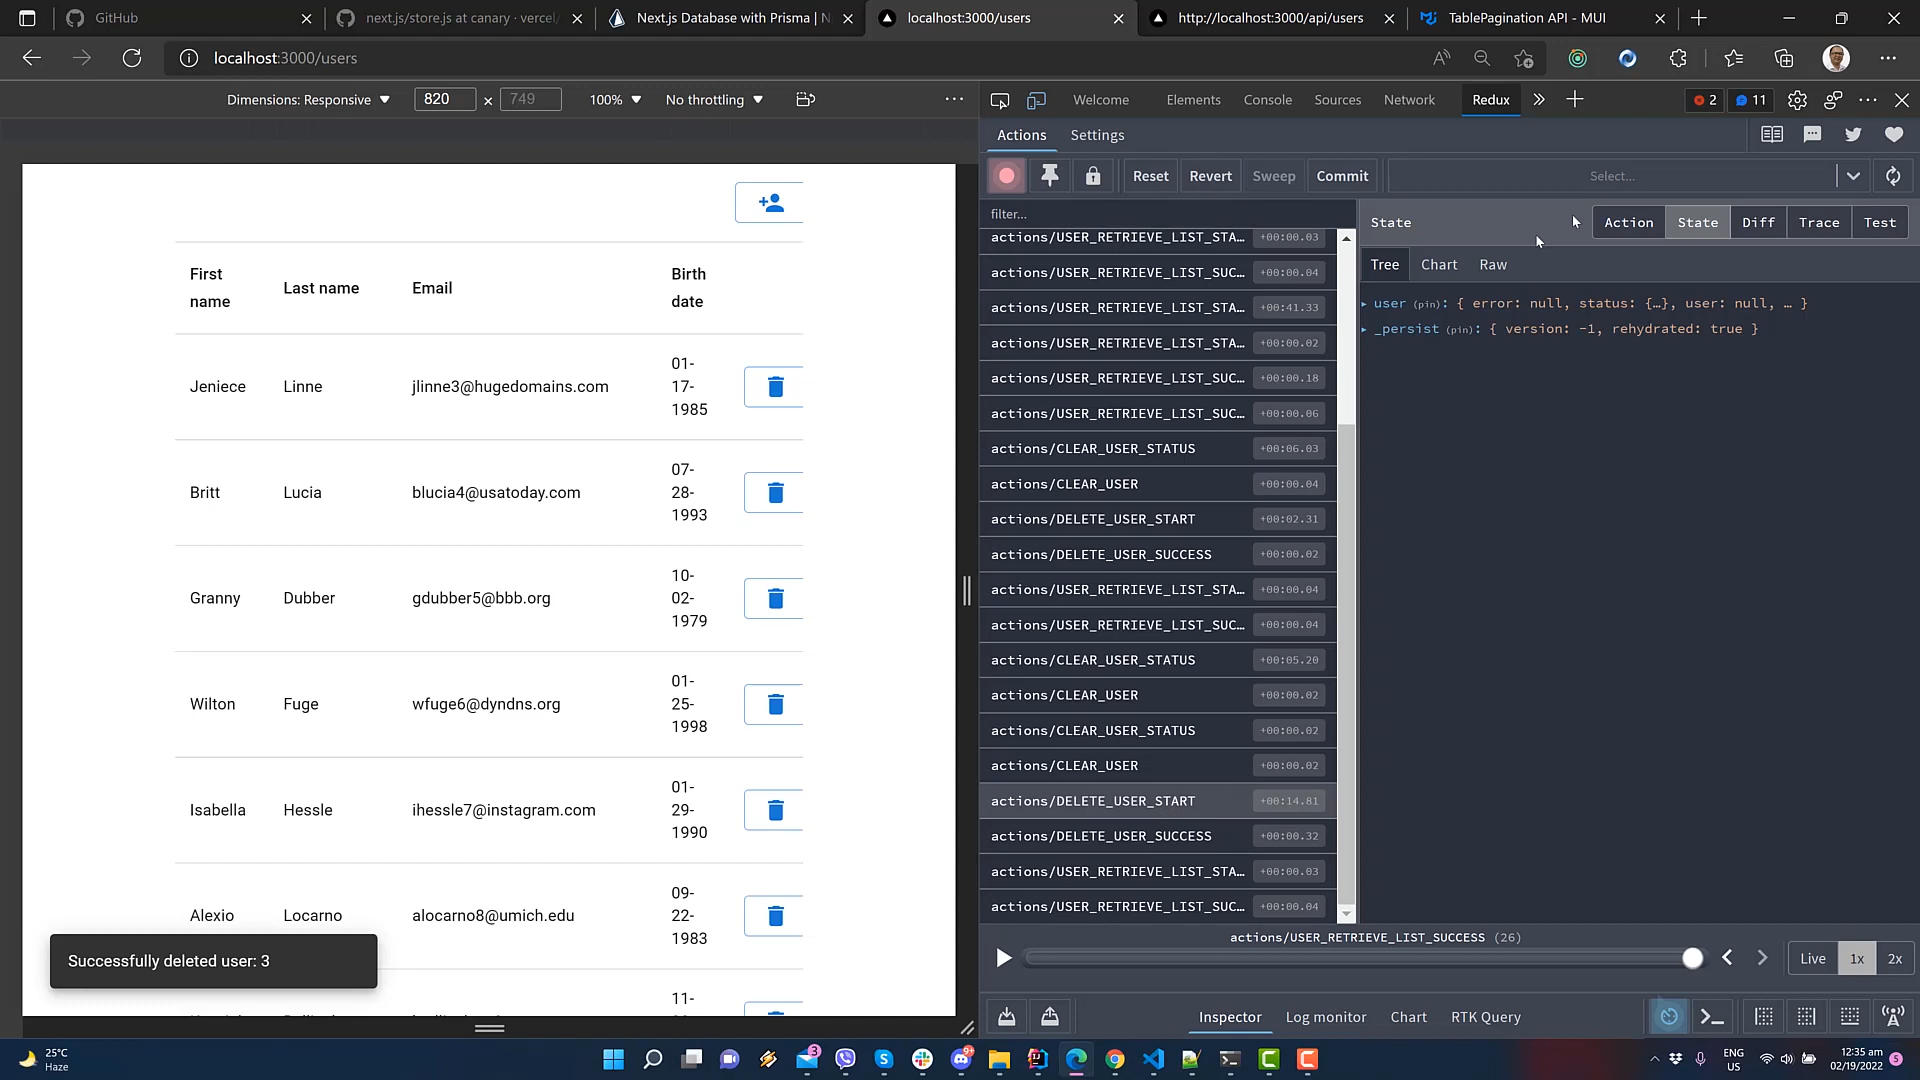 GitHub
next.js/store.js at canary · vercel/
Next.js Database with Prisma | N
localhost:3000/users
http://localhost:3000/api/users
TablePagination API - MUI
localhost:3000/users
Dimensions: Responsive
820
×
749
100%
No throttling
Welcome
Elements
Console
Sources
Network
Redux
2
11
Actions
Settings
Reset
Revert
Sweep
Commit
Select...
filter...
State
Action
State
Diff
Trace
Test
Tree
Chart
Raw
user (pin): { error: null, status: {…}, user: null, … }
_persist (pin): { version: -1, rehydrated: true }
actions/USER_RETRIEVE_LIST_STA… +00:00.03
actions/USER_RETRIEVE_LIST_SUC… +00:00.04
actions/USER_RETRIEVE_LIST_STA… +00:41.33
actions/USER_RETRIEVE_LIST_STA… +00:00.02
actions/USER_RETRIEVE_LIST_SUC… +00:00.18
actions/USER_RETRIEVE_LIST_SUC… +00:00.06
actions/CLEAR_USER_STATUS +00:06.03
actions/CLEAR_USER +00:00.04
actions/DELETE_USER_START +00:02.31
actions/DELETE_USER_SUCCESS +00:00.02
actions/USER_RETRIEVE_LIST_STA… +00:00.04
actions/USER_RETRIEVE_LIST_SUC… +00:00.04
actions/CLEAR_USER_STATUS +00:05.20
actions/CLEAR_USER +00:00.02
actions/CLEAR_USER_STATUS +00:00.02
actions/CLEAR_USER +00:00.02
actions/DELETE_USER_START +00:14.81
actions/DELETE_USER_SUCCESS +00:00.32
actions/USER_RETRIEVE_LIST_STA… +00:00.03
actions/USER_RETRIEVE_LIST_SUC… +00:00.04
actions/USER_RETRIEVE_LIST_SUCCESS (26)
Live
1x
2x
Inspector
Log monitor
Chart
RTK Query
First
name
Last name
Email
Birth
date
Jeniece
Linne
jlinne3@hugedomains.com
01-
17-
1985
Britt
Lucia
blucia4@usatoday.com
07-
28-
1993
Granny
Dubber
gdubber5@bbb.org
10-
02-
1979
Wilton
Fuge
wfuge6@dyndns.org
01-
25-
1998
Isabella
Hessle
ihessle7@instagram.com
01-
29-
1990
Alexio
Locarno
alocarno8@umich.edu
09-
22-
1983
11-
Successfully deleted user: 3
25°C
Haze
3
9+
ENG
US
12:35 am
02/19/2022
5